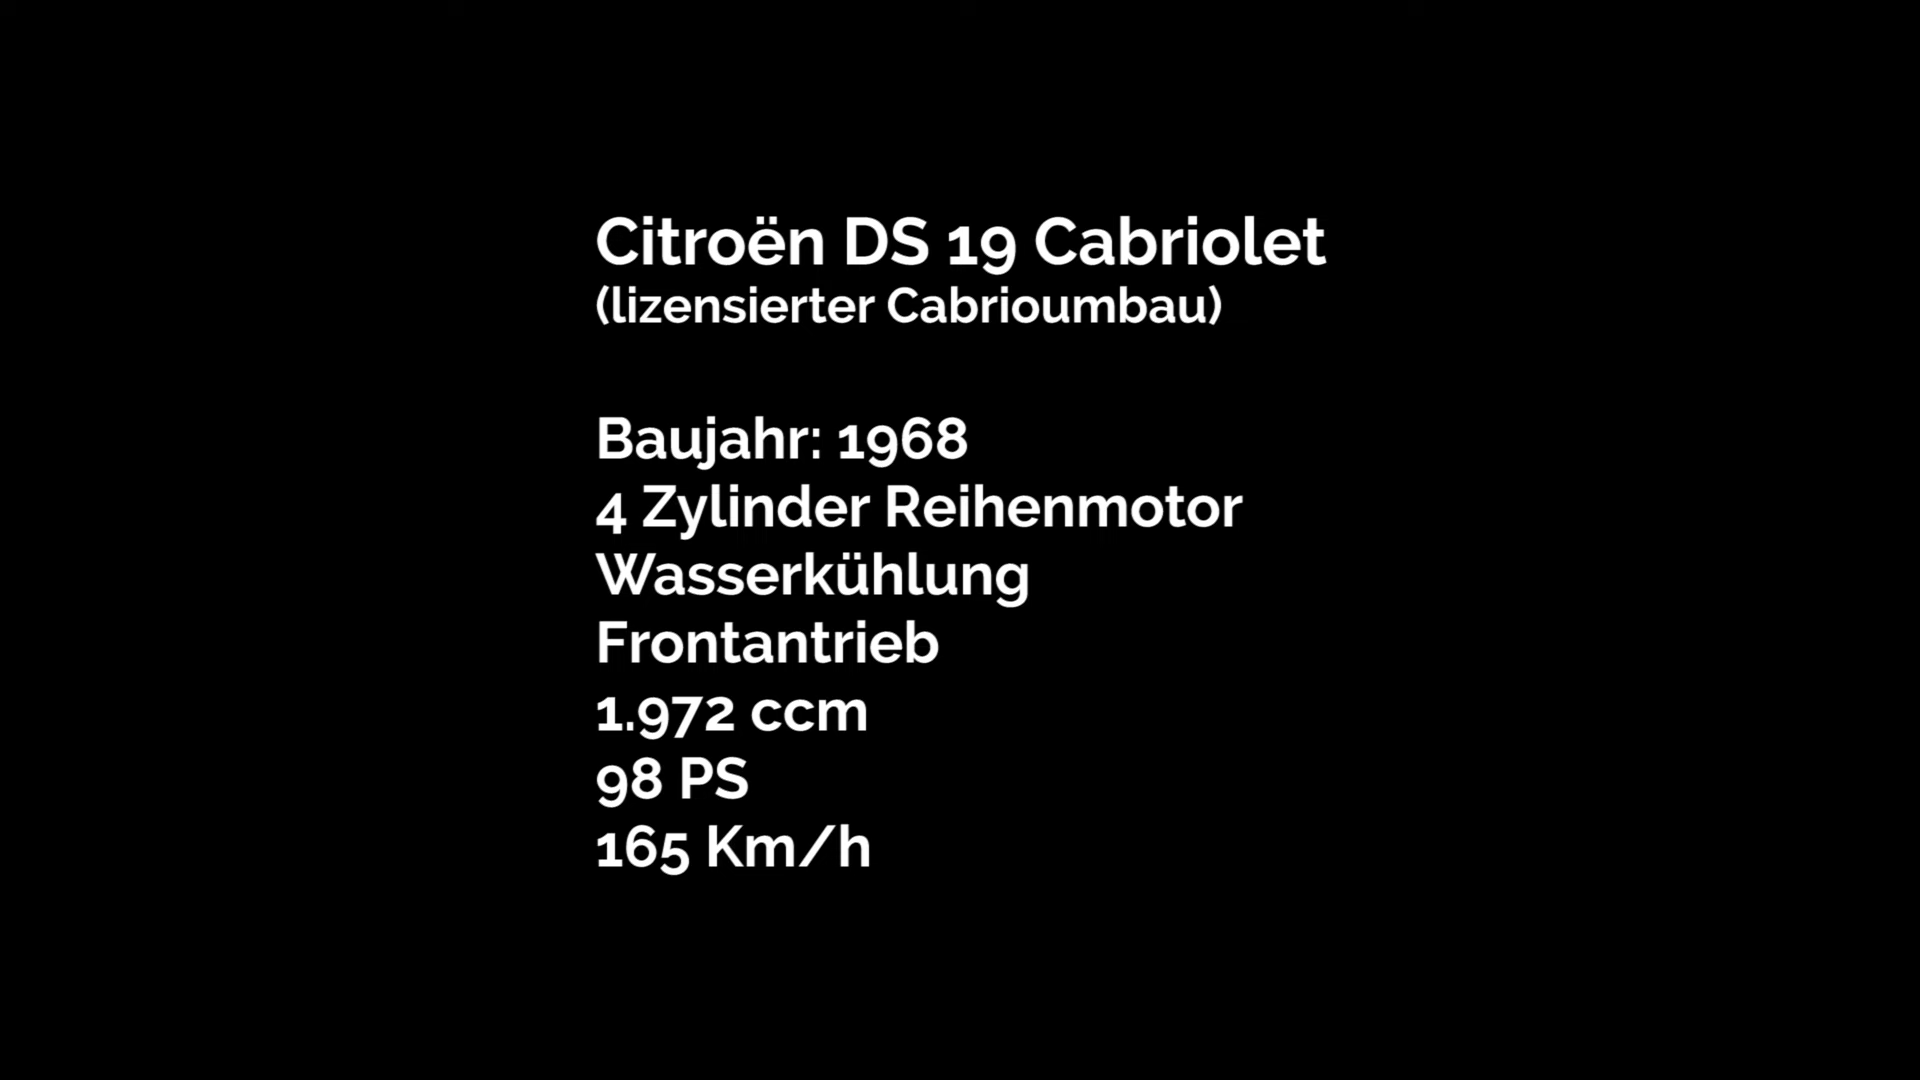 Citroën DS 19 Cabriolet
(lizensierter Cabrioumbau)
Baujahr: 1968
4 Zylinder Reihenmotor
Wasserkühlung
Frontantrieb
1.972 ccm
98 PS
165 Km/h